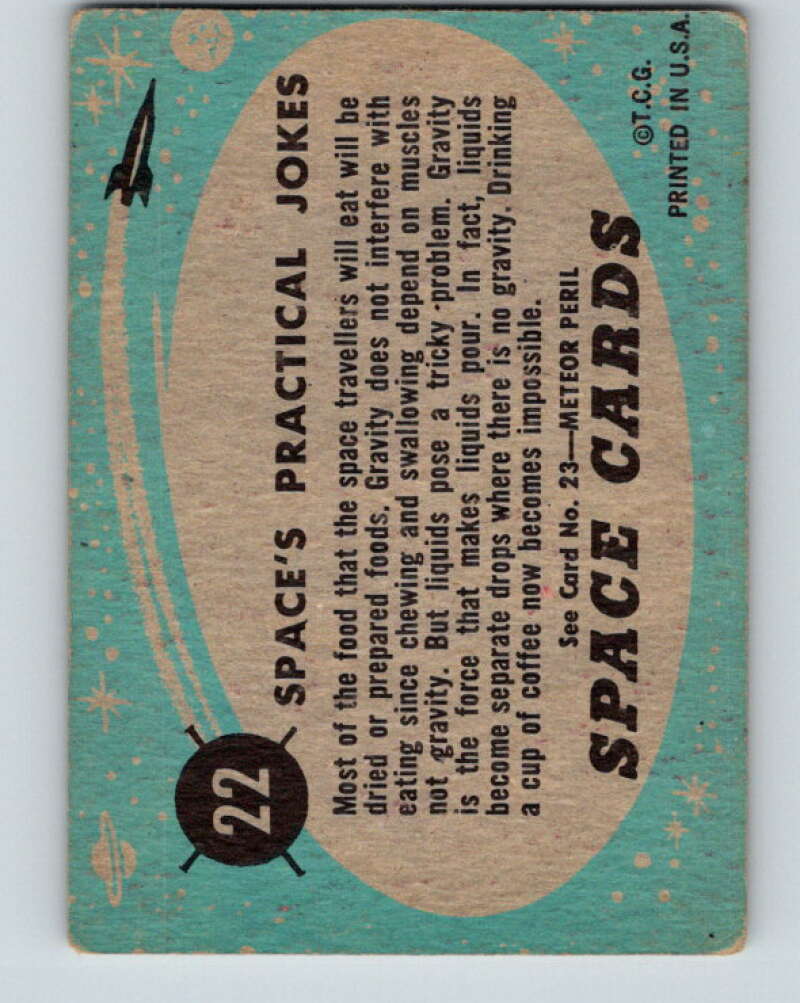 22
SPACE'S PRACTICAL JOKES
Most of the food that the space travellers will eat will be
dried or prepared foods. Gravity does not interfere with
eating since chewing and swallowing depend on muscles
not gravity. But liquids pose a tricky problem. Gravity
is the force that makes liquids pour. In fact, liquids
become separate drops where there is no gravity. Drinking
a cup of coffee now becomes impossible.
See Card No. 23—METEOR PERIL
SPACE CARDS
©T.C.G.
PRINTED IN U.S.A.